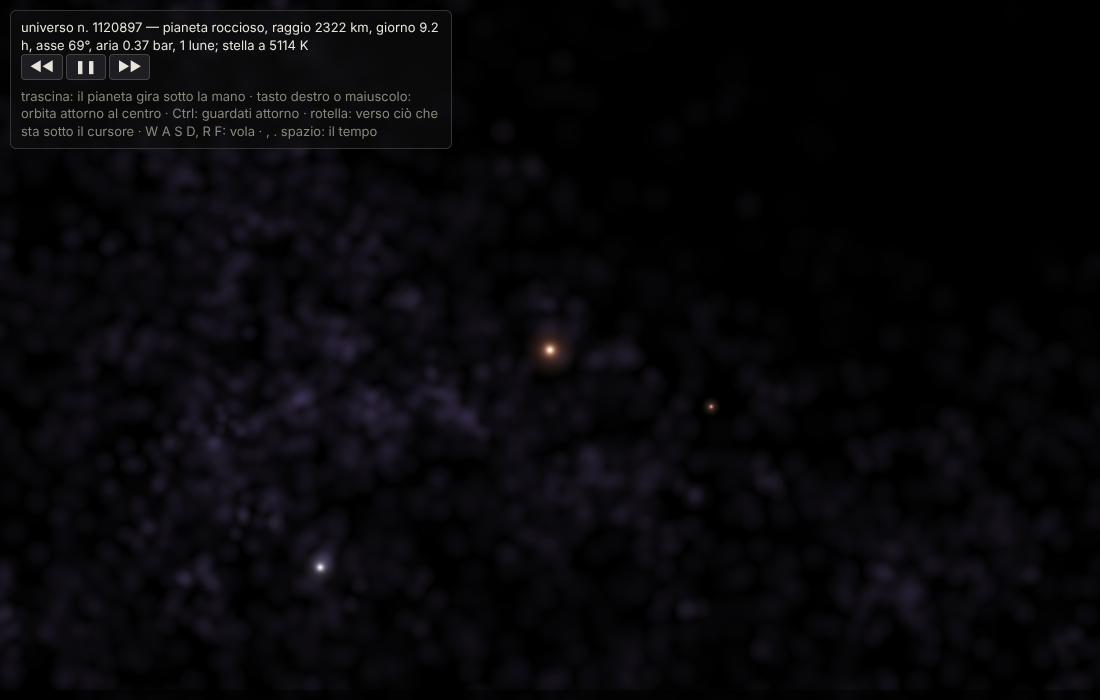 universo n. 1120897 — pianeta roccioso, raggio 2322 km, giorno 9.2
h, asse 69°, aria 0.37 bar, 1 lune; stella a 5114 K
trascina: il pianeta gira sotto la mano · tasto destro o maiuscolo:
orbita attorno al centro · Ctrl: guardati attorno · rotella: verso ciò che
sta sotto il cursore · W A S D, R F: vola · , . spazio: il tempo